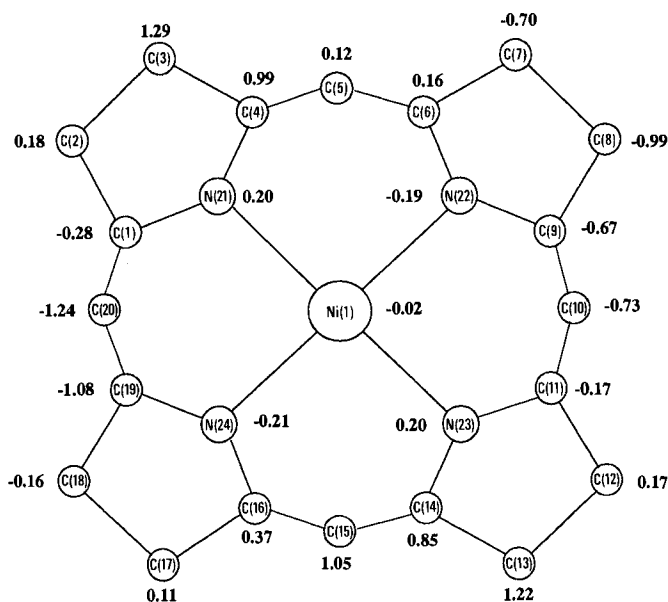 1.29 -0.70
C(3) C(7)
0.99 0.12 0.16
C(4) C(5) C(6)
0.18 C(2) C(8) -0.99
N(21) 0.20 -0.19 N(22)
-0.28 C(1) C(9) -0.67
-1.24 C(20) Ni(1) -0.02 C(10) -0.73
-1.08 C(19) C(11) -0.17
N(24) -0.21 0.20 N(23)
-0.16 C(18) C(12) 0.17
C(16) C(15) C(14)
0.37 1.05 0.85
C(17) C(13)
0.11 1.22